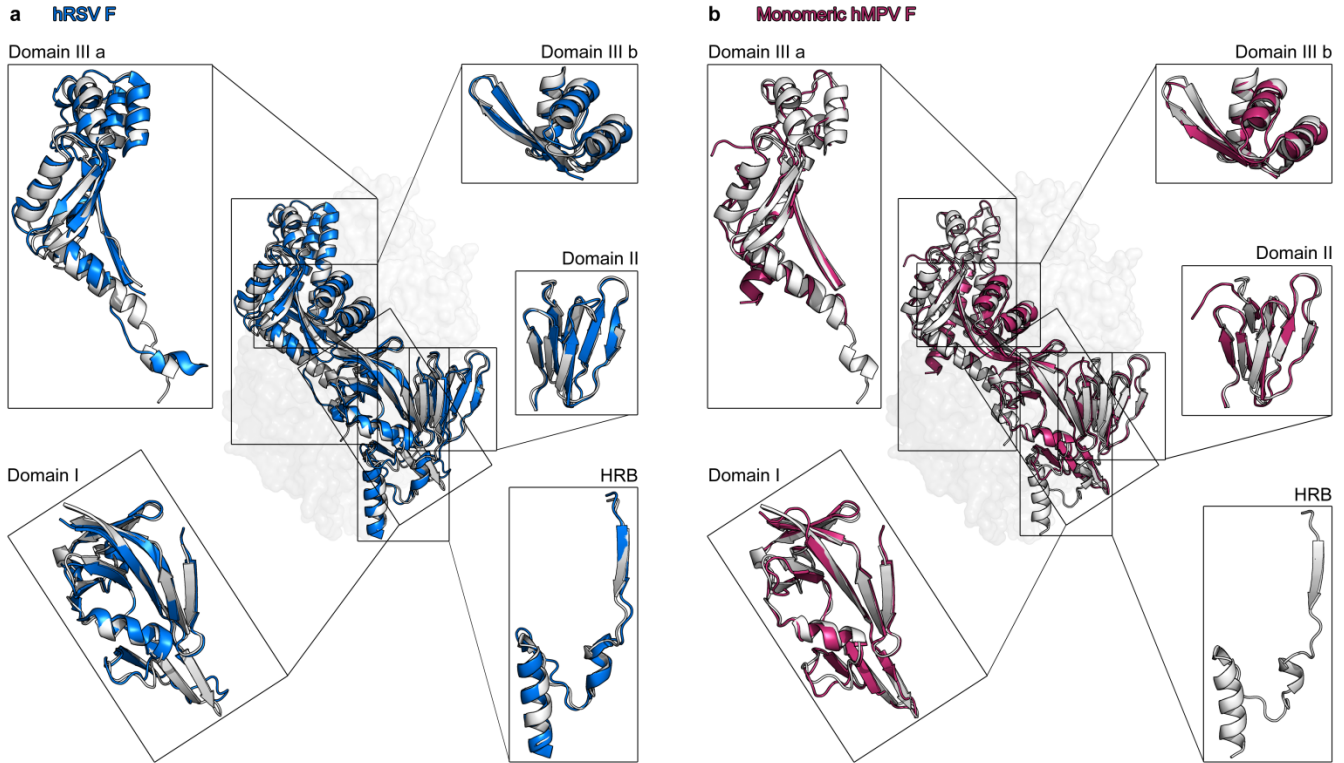 a hRSV F
Domain III a
Domain III b
Domain II
Domain I
HRB
b Monomeric hMPV F
Domain III a
Domain III b
Domain II
Domain I
HRB